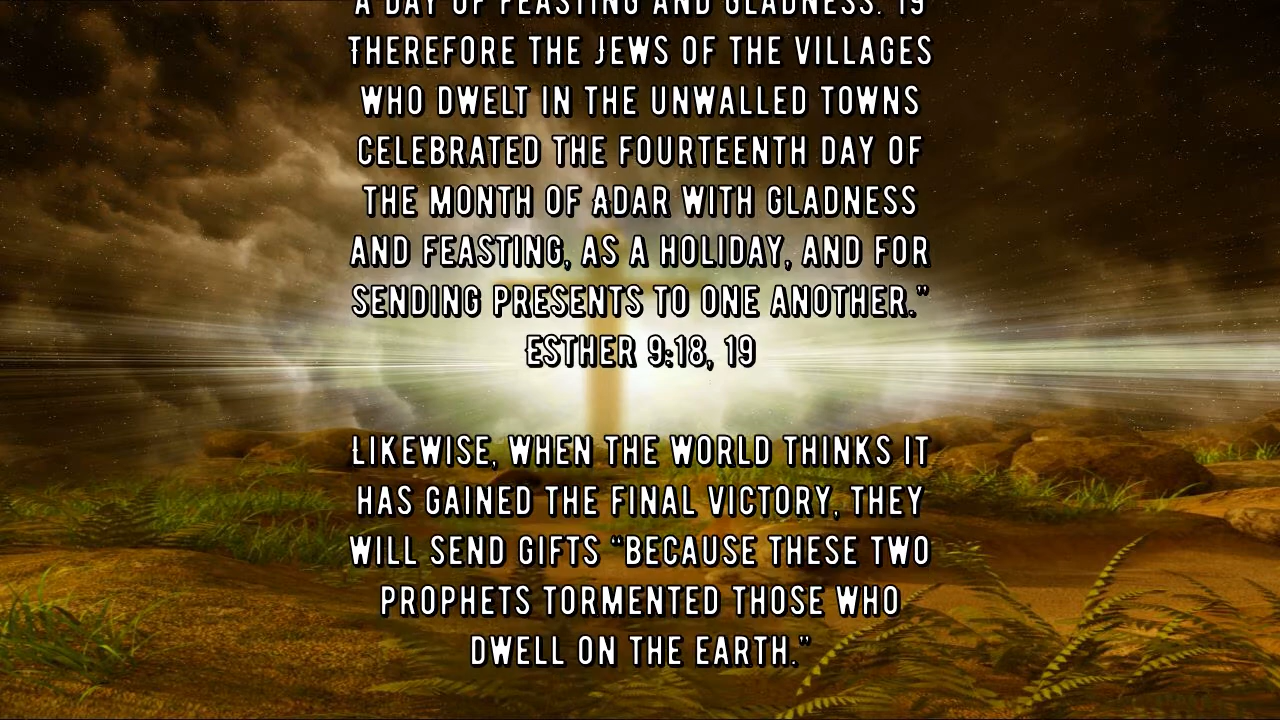 A DAY OF FEASTING AND GLADNESS. 19
THEREFORE THE JEWS OF THE VILLAGES
WHO DWELT IN THE UNWALLED TOWNS
CELEBRATED THE FOURTEENTH DAY OF
THE MONTH OF ADAR WITH GLADNESS
AND FEASTING, AS A HOLIDAY, AND FOR
SENDING PRESENTS TO ONE ANOTHER.”
ESTHER 9:18, 19
LIKEWISE, WHEN THE WORLD THINKS IT
HAS GAINED THE FINAL VICTORY, THEY
WILL SEND GIFTS “BECAUSE THESE TWO
PROPHETS TORMENTED THOSE WHO
DWELL ON THE EARTH.”